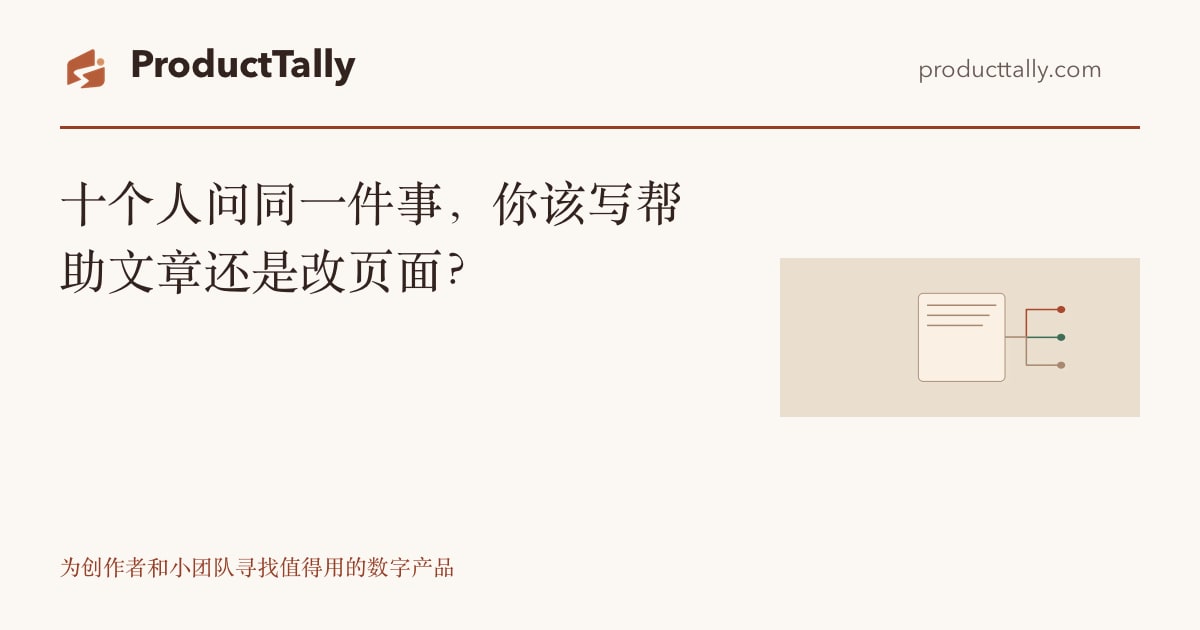 ProductTally
producttally.com
十个人问同一件事，你该写帮
助文章还是改页面？
为创作者和小团队寻找值得用的数字产品